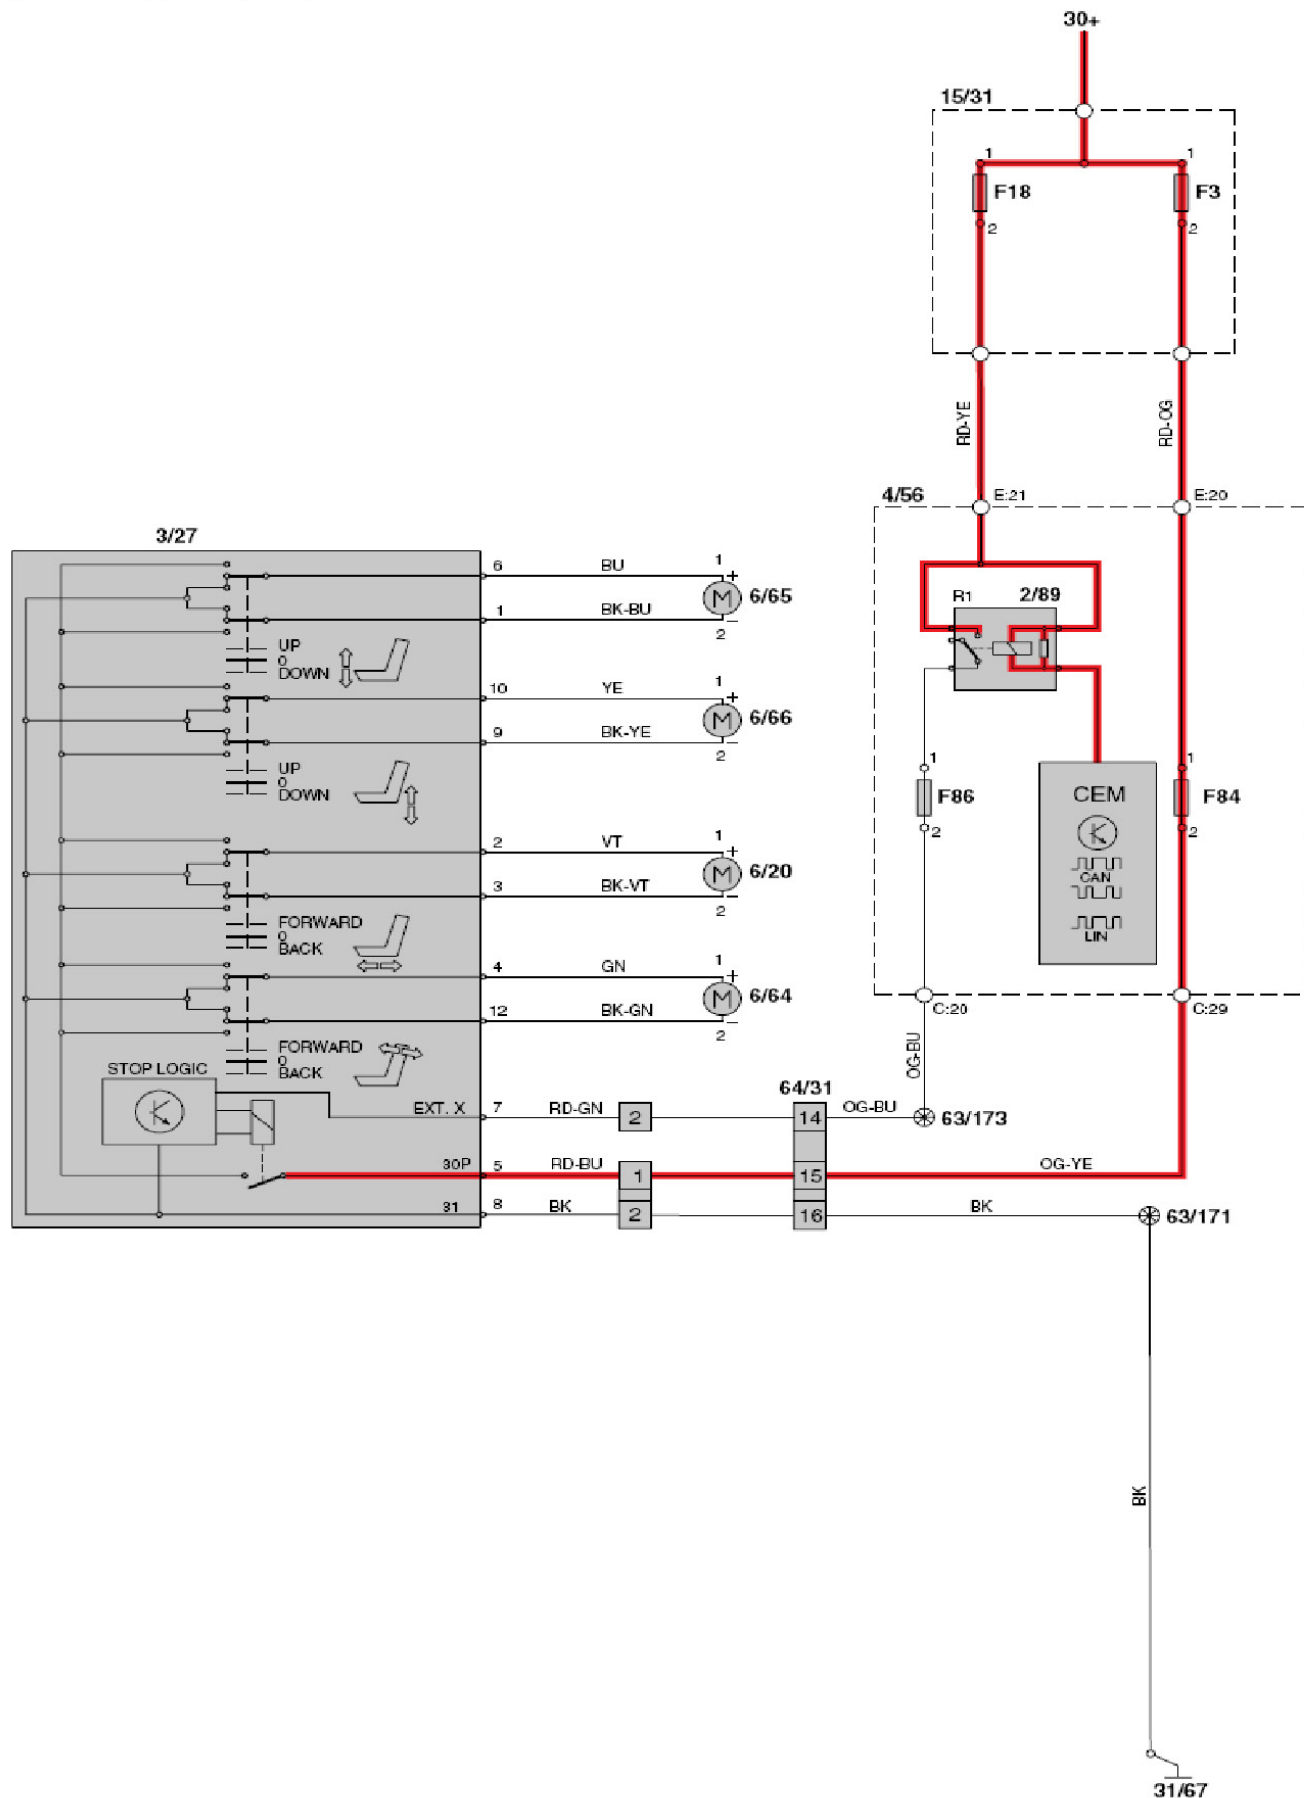 30+
15/31
1
1
F18
F3
2
2
RD-YE
RD-OG
4/56
E:21
E:20
3/27
6
BU
1
+
M
6/65
1
BK-BU
2
−
R1
2/89
UP
0
DOWN
10
YE
1
+
M
6/66
9
BK-YE
2
−
UP
0
DOWN
1
F86
2
CEM
CAN
LIN
1
F84
2
2
VT
1
+
M
6/20
3
BK-VT
2
−
FORWARD
0
BACK
4
GN
1
+
M
6/64
12
BK-GN
2
−
C:20
C:29
FORWARD
0
BACK
OG-BU
STOP LOGIC
64/31
EXT. X
7
RD-GN
2
14
OG-BU
63/173
30P
5
RD-BU
1
15
OG-YE
31
8
BK
2
16
BK
63/171
BK
31/67